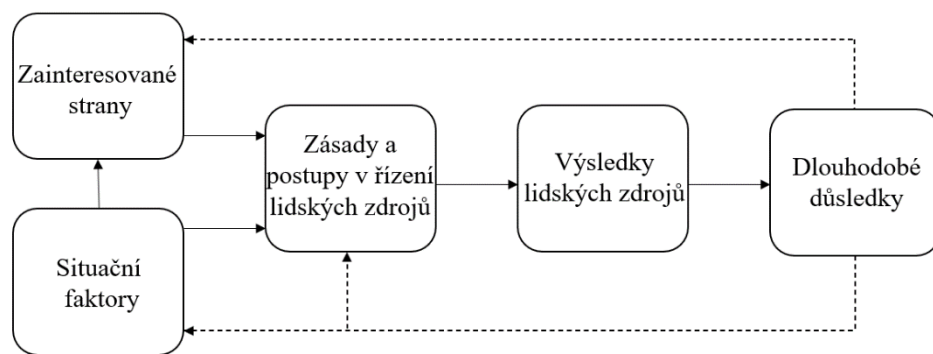 Zainteresované
strany
Zásady a
postupy v řízení
lidských zdrojů
Výsledky
lidských zdrojů
Dlouhodobé
důsledky
Situační
faktory